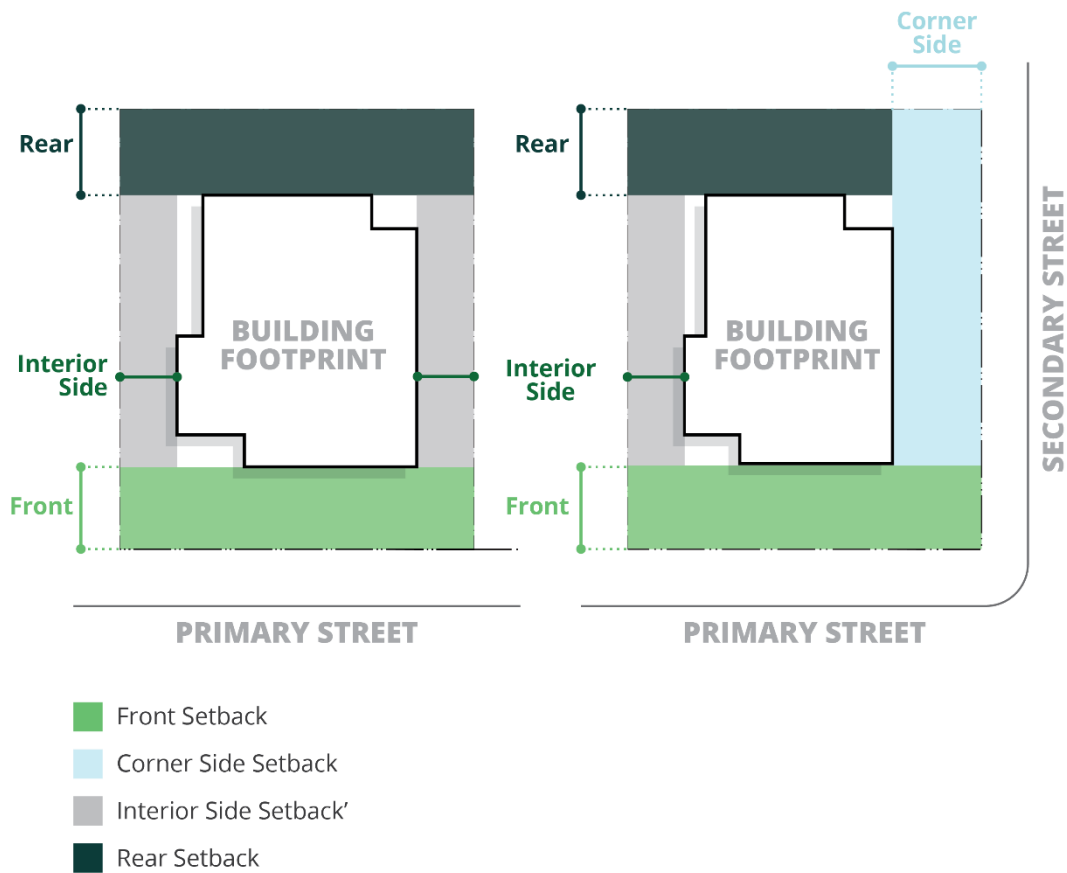 Corner
Side
Rear
Rear
BUILDING
FOOTPRINT
BUILDING
FOOTPRINT
Interior
Side
Interior
Side
SECONDARY STREET
Front
Front
PRIMARY STREET
PRIMARY STREET
Front Setback
Corner Side Setback
Interior Side Setback’
Rear Setback